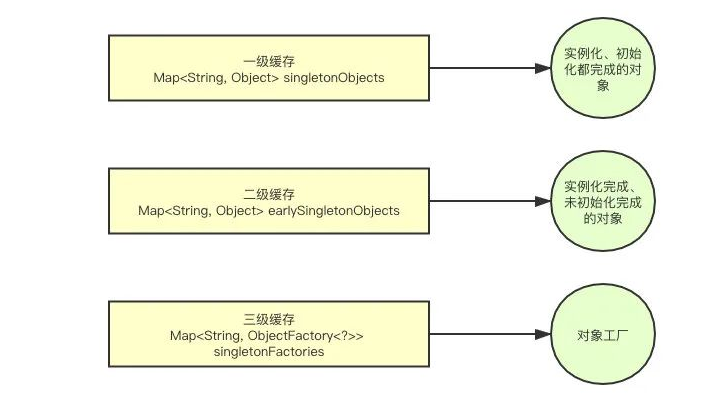 一级缓存
Map<String, Object> singletonObjects
实例化、初始
化都完成的对
象
二级缓存
Map<String, Object> earlySingletonObjects
实例化完成、
未初始化完成
的对象
三级缓存
Map<String, ObjectFactory<?>>
singletonFactories
对象工厂